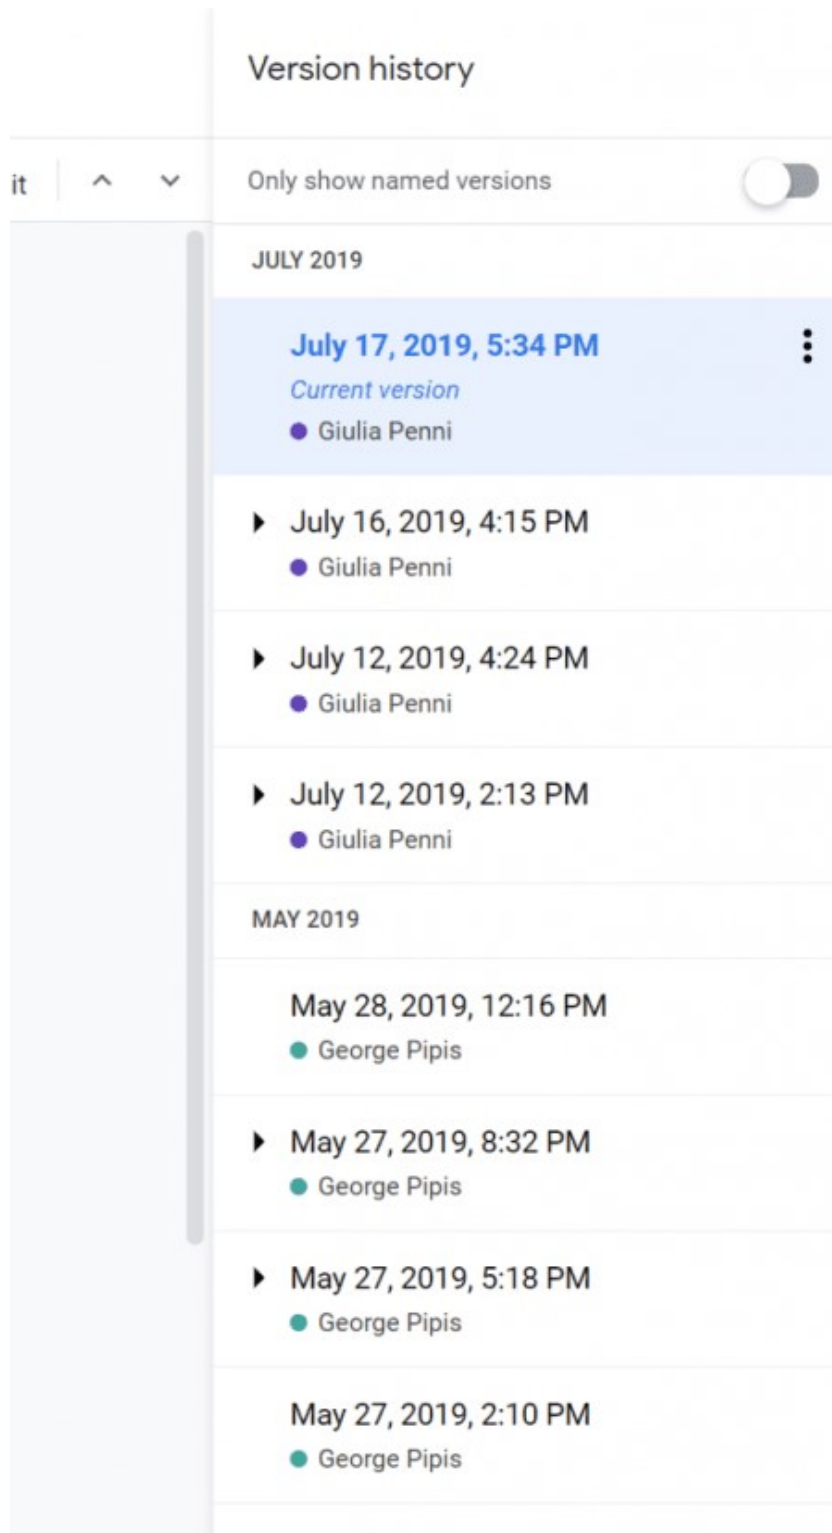 Version history
it
Only show named versions
JULY 2019
July 17, 2019, 5:34 PM
Current version
Giulia Penni
July 16, 2019, 4:15 PM
Giulia Penni
July 12, 2019, 4:24 PM
Giulia Penni
July 12, 2019, 2:13 PM
Giulia Penni
MAY 2019
May 28, 2019, 12:16 PM
George Pipis
May 27, 2019, 8:32 PM
George Pipis
May 27, 2019, 5:18 PM
George Pipis
May 27, 2019, 2:10 PM
George Pipis